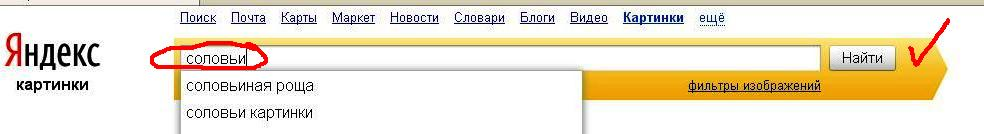 Поиск Почта Карты Маркет Новости Словари Блоги Видео Картинки ещё
Яндекс
картинки
соловьи
Найти
соловьиная роща
фильтры изображений
соловьи картинки